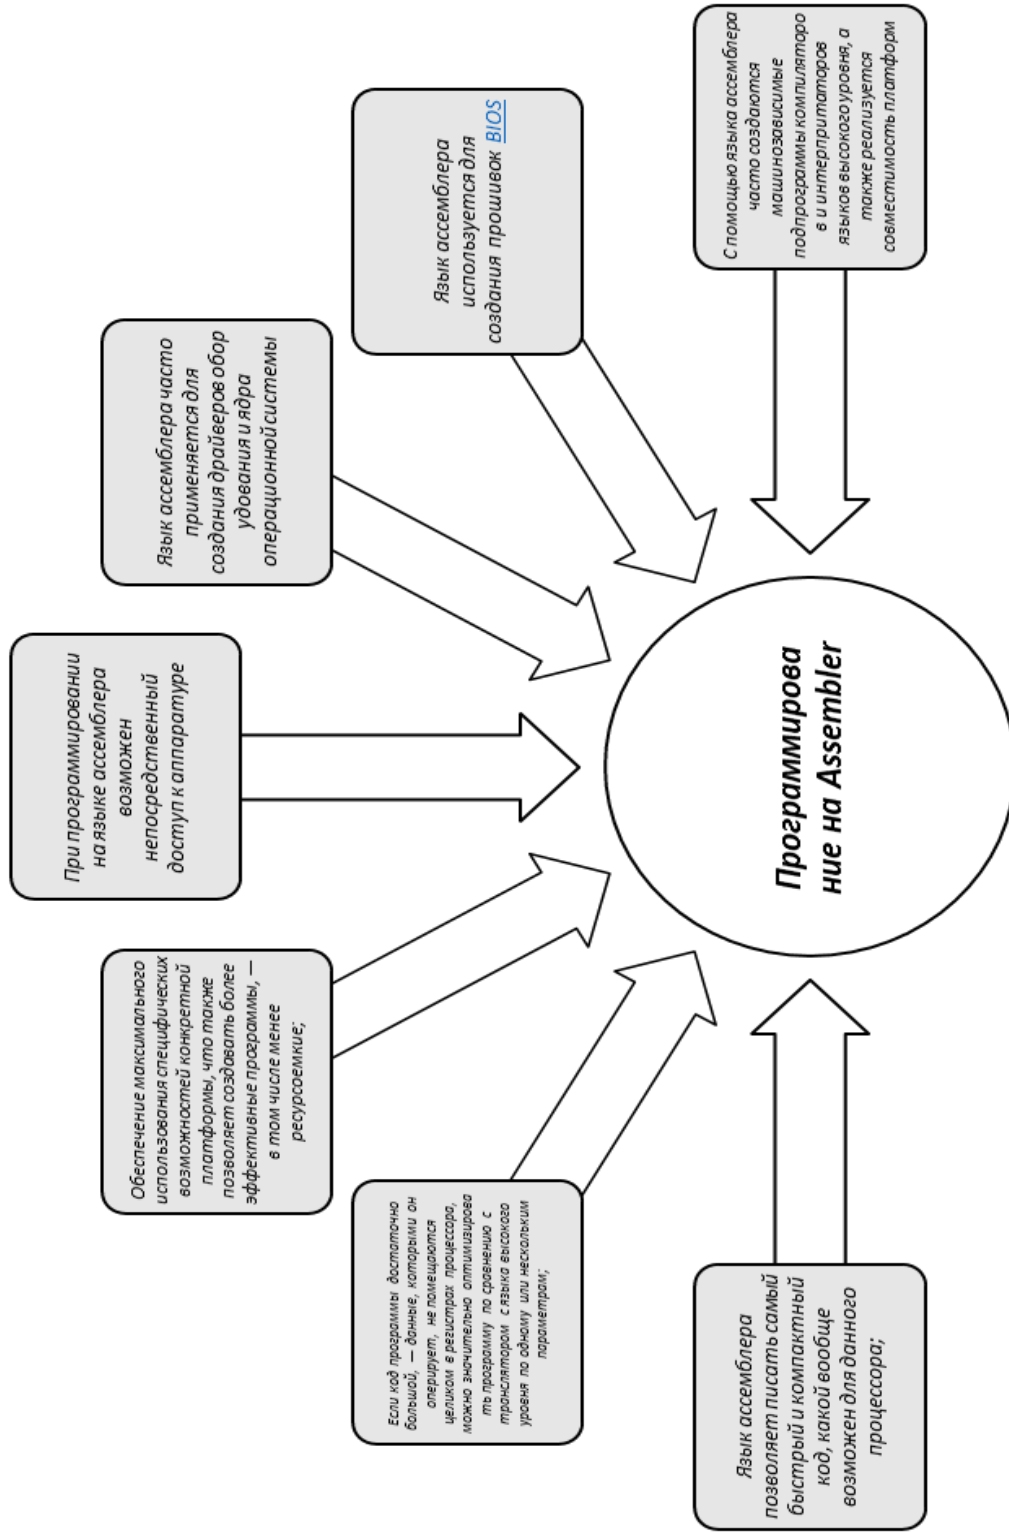 Язык ассемблера
позволяет писать самый
быстрый и компактный
код, какой вообще
возможен для данного
процессора;
Если код программы достаточно
большой, — данные, которыми он
оперирует, не помещаются
целиком в регистрах процессора,
можно значительно оптимизирова
ть программу по сравнению с
транслятором с языка высокого
уровня по одному или нескольким
параметрам;
Обеспечение максимального
использования специфических
возможностей конкретной
платформы, что также
позволяет создавать более
эффективные программы, —
в том числе менее
ресурсоемкие;
При программировании
на языке ассемблера
возможен
непосредственный
доступ к аппаратуре
Язык ассемблера часто
применяется для
создания драйверов обор
удования и ядра
операционной системы
Язык ассемблера
используется для
создания прошивок BIOS
С помощью языка ассемблера
часто создаются
машинозависимые
подпрограммы компиляторо
в и интерпритаторов
языков высокого уровня, а
также реализуется
совместимость платформ
Программирова
ние на Assembler